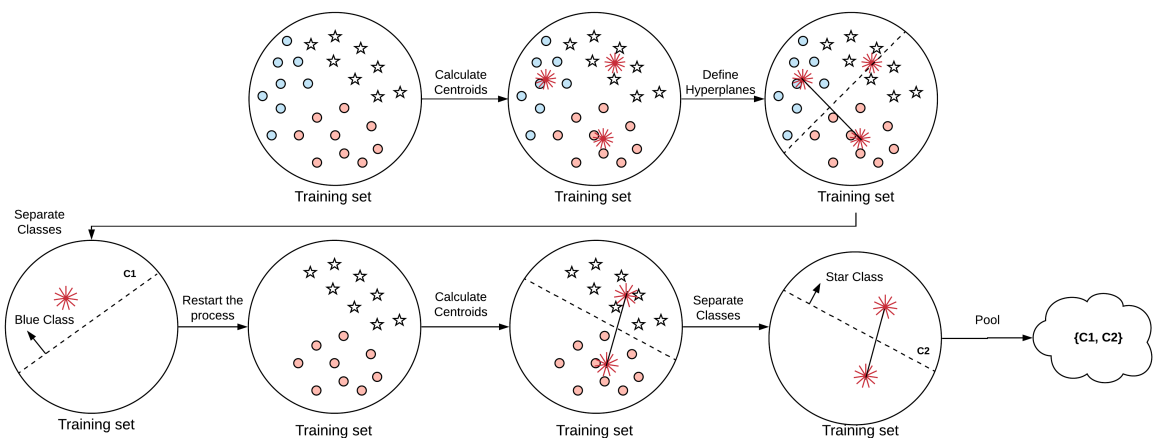 Calculate
Centroids
Define
Hyperplanes
Training set
Training set
Training set
Separate
Classes
C1
Blue Class
Training set
Restart the
process
Training set
Calculate
Centroids
Training set
Separate
Classes
Star Class
C2
Training set
Pool
{C1, C2}